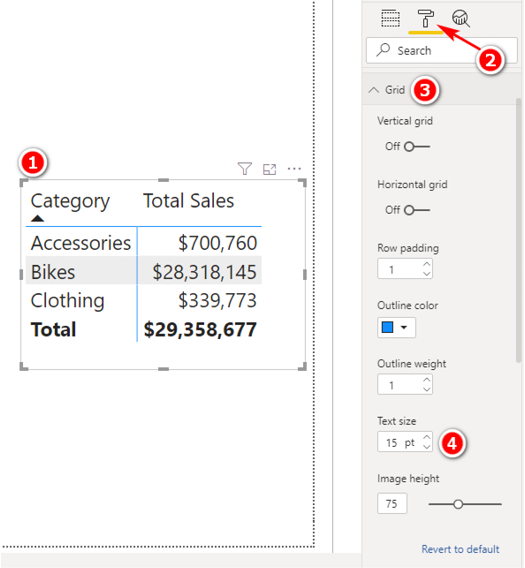 2
Search
Grid
3
Vertical grid
Off
1
Horizontal grid
Off
Category Total Sales
Accessories $700,760
Bikes $28,318,145
Clothing $339,773
Total $29,358,677
Row padding
1
Outline color
Outline weight
1
Text size
15 pt
4
Image height
75
Revert to default